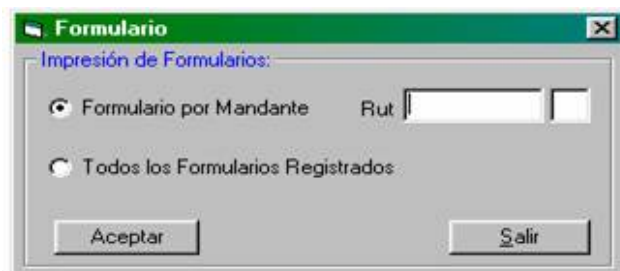 Formulario
Impresión de Formularios:
Formulario por Mandante Rut
Todos los Formularios Registrados
Aceptar Salir